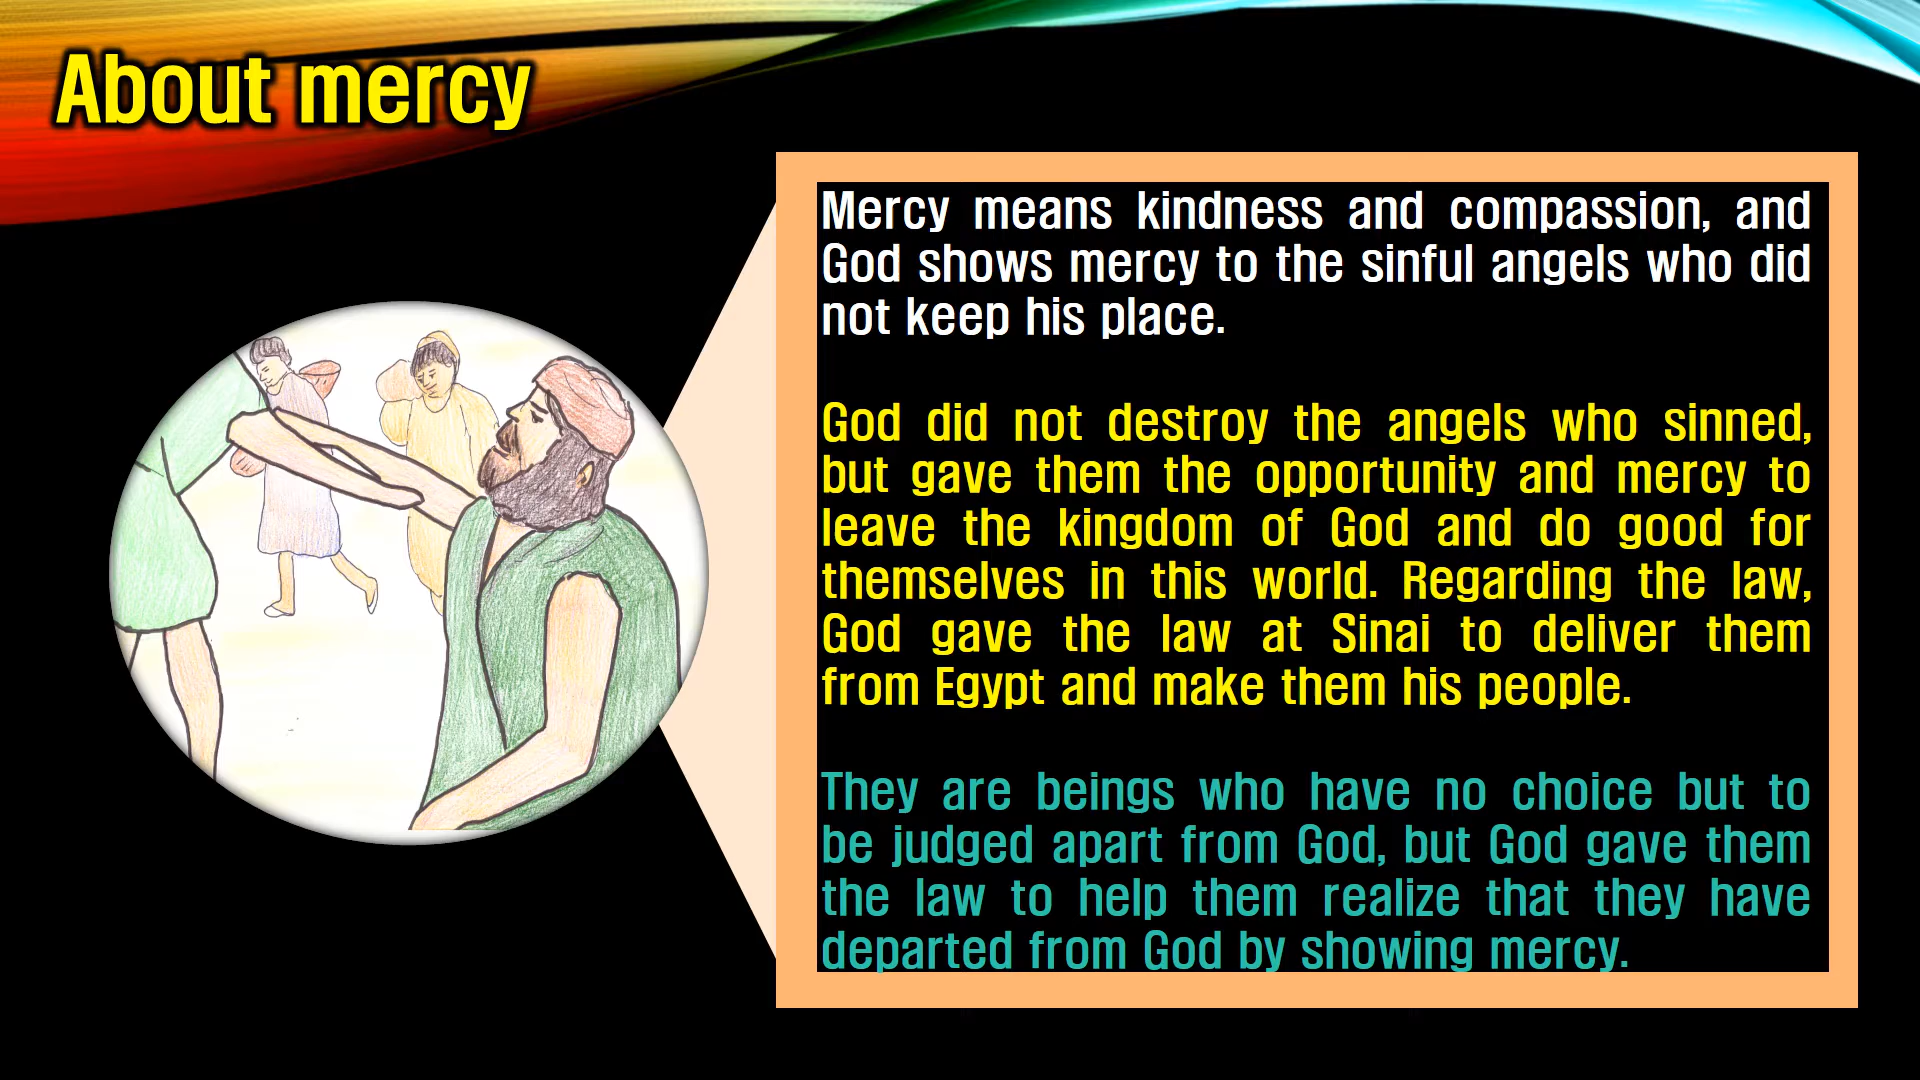 About mercy
Mercy means kindness and compassion, and
God shows mercy to the sinful angels who did
not keep his place.
God did not destroy the angels who sinned,
but gave them the opportunity and mercy to
leave the kingdom of God and do good for
themselves in this world. Regarding the law,
God gave the law at Sinai to deliver them
from Egypt and make them his people.
They are beings who have no choice but to
be judged apart from God, but God gave them
the law to help them realize that they have
departed from God by showing mercy.